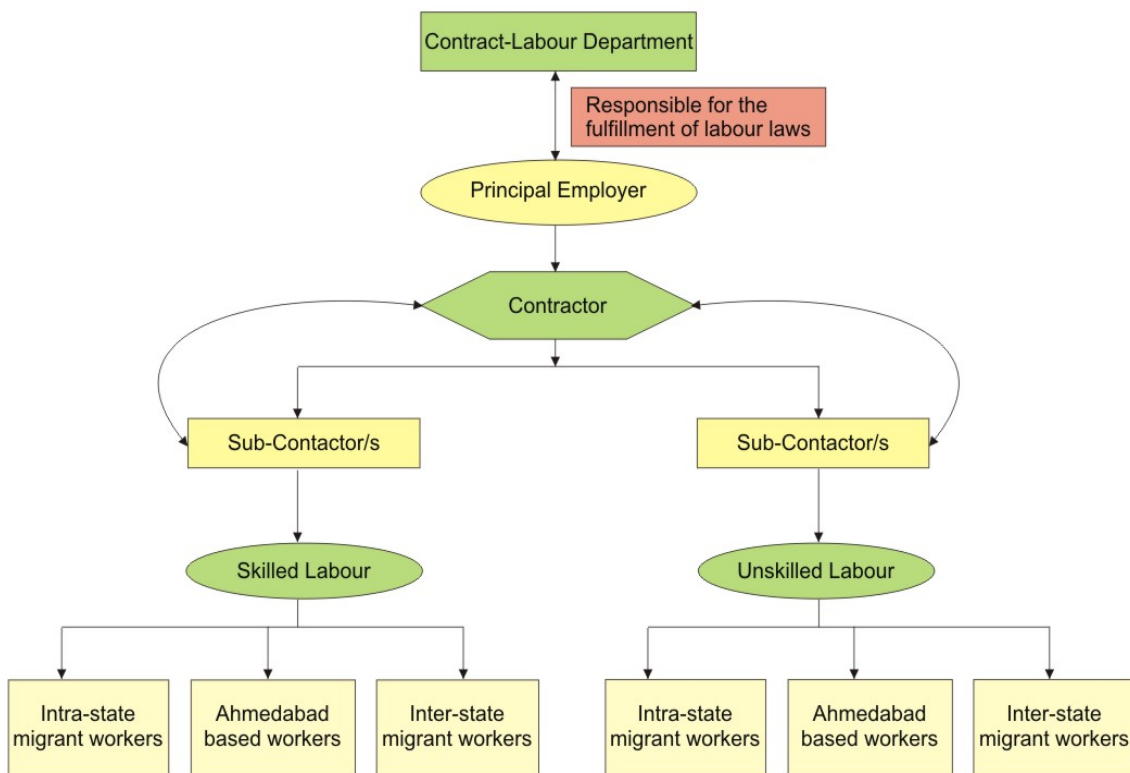 Contract-Labour Department
Responsible for the
fulfillment of labour laws
Principal Employer
Contractor
Sub-Contactor/s
Sub-Contactor/s
Skilled Labour
Unskilled Labour
Intra-state
migrant workers
Ahmedabad
based workers
Inter-state
migrant workers
Intra-state
migrant workers
Ahmedabad
based workers
Inter-state
migrant workers